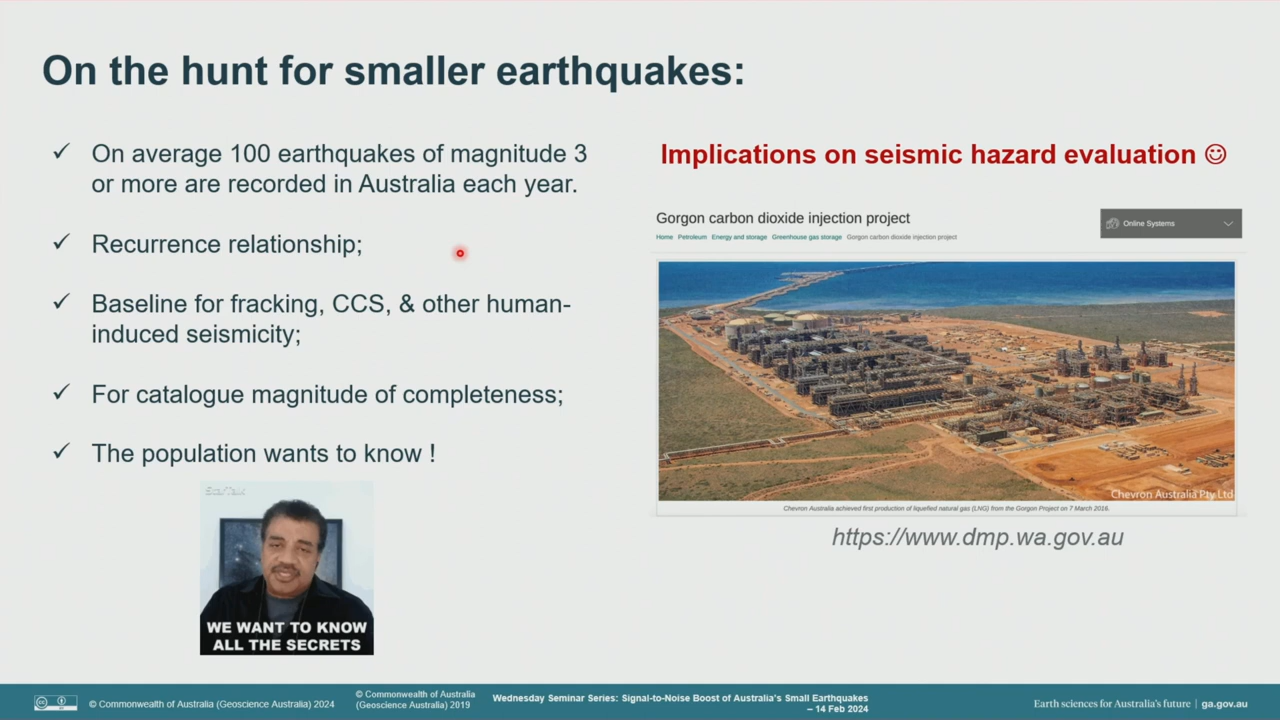 On the hunt for smaller earthquakes:
✓ On average 100 earthquakes of magnitude 3
or more are recorded in Australia each year.
✓ Recurrence relationship;
✓ Baseline for fracking, CCS, & other human-
induced seismicity;
✓ For catalogue magnitude of completeness;
✓ The population wants to know !
StarTalk
WE WANT TO KNOW
ALL THE SECRETS
Implications on seismic hazard evaluation ☺
Gorgon carbon dioxide injection project
Home Petroleum Energy and storage Greenhouse gas storage Gorgon carbon dioxide injection project
Online Systems
Chevron Australia Pty Ltd
Chevron Australia achieved first production of liquefied natural gas (LNG) from the Gorgon Project on 7 March 2016.
https://www.dmp.wa.gov.au
© Commonwealth of Australia (Geoscience Australia) 2024
© Commonwealth of Australia
(Geoscience Australia) 2019
Wednesday Seminar Series: Signal-to-Noise Boost of Australia's Small Earthquakes
– 14 Feb 2024
Earth sciences for Australia's future | ga.gov.au